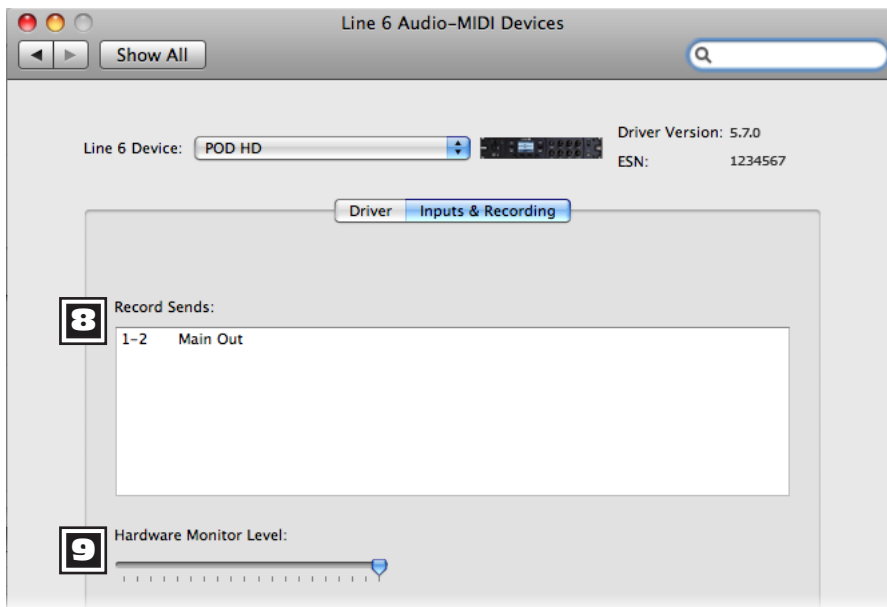 Line 6 Audio-MIDI Devices
Show All
Line 6 Device: POD HD
Driver Version: 5.7.0
ESN: 1234567
Driver Inputs & Recording
8 Record Sends:
1-2 Main Out
9 Hardware Monitor Level: